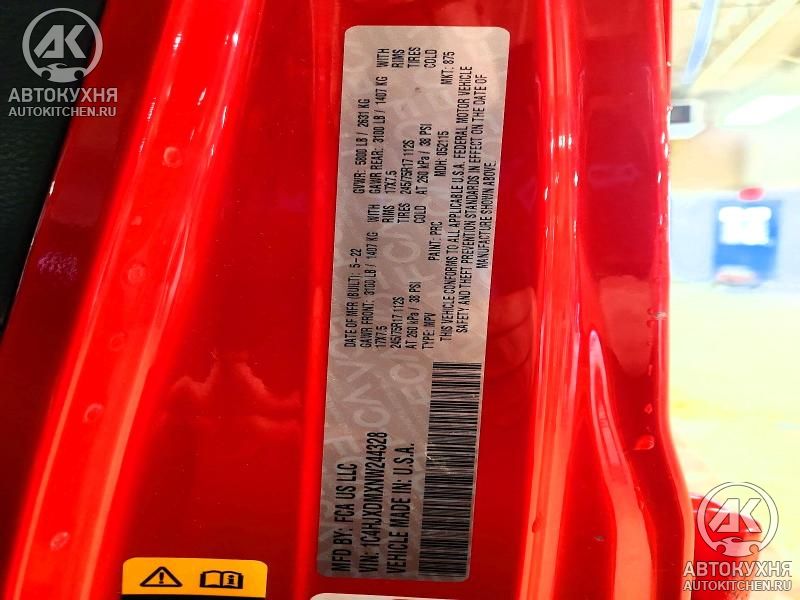 АВТОКУХНЯ
AUTOKITCHEN.RU
MFD BY: FCA US LLC
DATE OF MFR (BUILT): 5-22
GVWR: 5800 LB / 2631 KG
GAWR FRONT: 3100 LB / 1407 KG WITH
GAWR REAR: 3100 LB / 1407 KG WITH
17X7.5 RIMS
17X7.5 RIMS
245/75R17 112S TIRES
245/75R17 112S TIRES
AT 260 kPa / 38 PSI COLD
AT 260 kPa / 38 PSI COLD
VIN: 1C4HJXDMXNW244328
TYPE: MPV
PAINT: PRC
MDH: 052115
MKT: 875
VEHICLE MADE IN: U.S.A.
THIS VEHICLE CONFORMS TO ALL APPLICABLE U.S.A. FEDERAL MOTOR VEHICLE
SAFETY AND THEFT PREVENTION STANDARDS IN EFFECT ON THE DATE OF
MANUFACTURE SHOWN ABOVE.
АВТОКУХНЯ
AUTOKITCHEN.RU